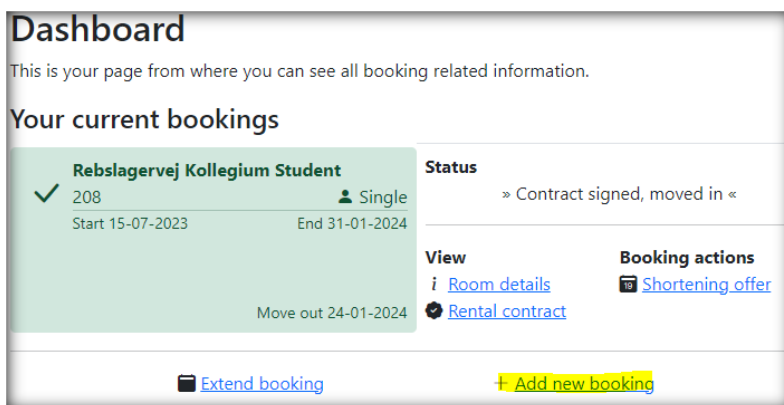 Dashboard
This is your page from where you can see all booking related information.
Your current bookings
Rebslagervej Kollegium Student
208 Single
Start 15-07-2023 End 31-01-2024
Move out 24-01-2024
Status
» Contract signed, moved in «
View
i Room details
Rental contract
Booking actions
19 Shortening offer
Extend booking
+ Add new booking